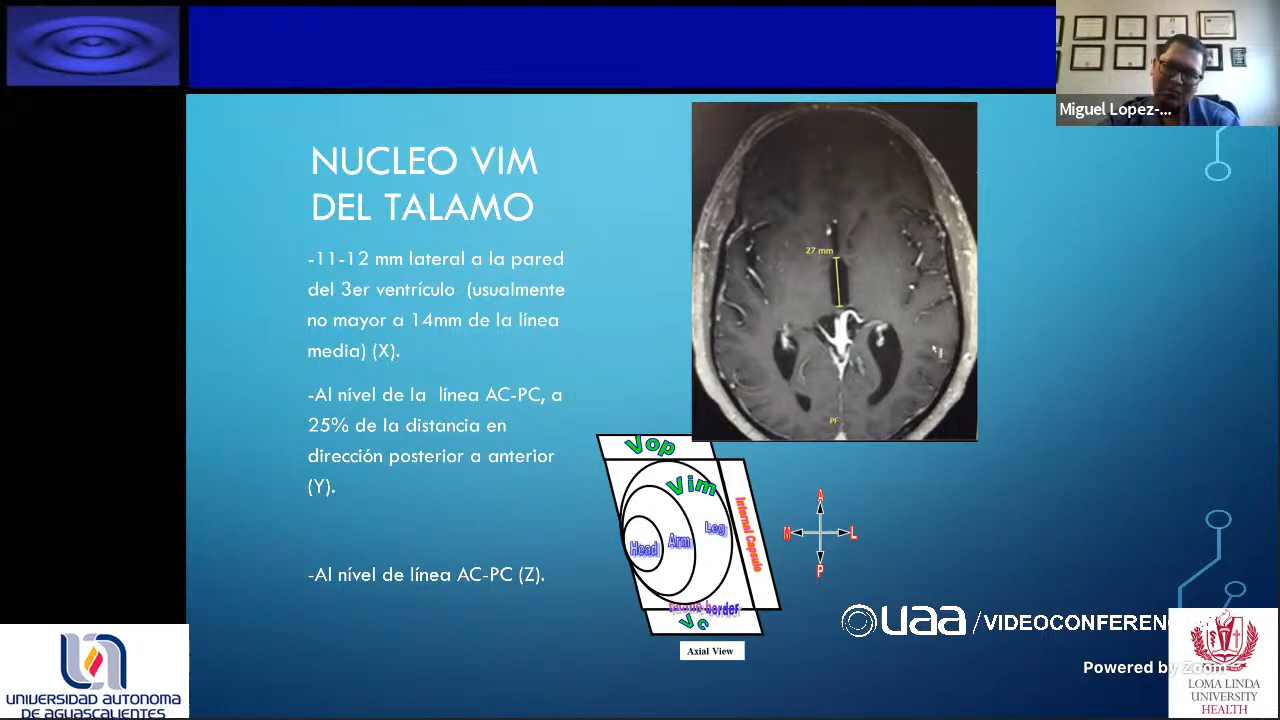 Miguel Lopez-...
NUCLEO VIM
DEL TALAMO
-11-12 mm lateral a la pared
del 3er ventrículo (usualmente
no mayor a 14mm de la línea
media) (X).
-Al nível de la línea AC-PC, a
25% de la distancia en
dirección posterior a anterior
(Y).
-Al nível de línea AC-PC (Z).
27 mm
PF
Vop
Vim
Leg
Arm
Head
Internal Capsule
border
Vc
Axial View
A
M
L
P
uaa / VIDEOCONFEREN
Powered by Zoom
UNIVERSIDAD AUTONOMA
DE AGUASCALIENTES
LOMA LINDA
UNIVERSITY
HEALTH